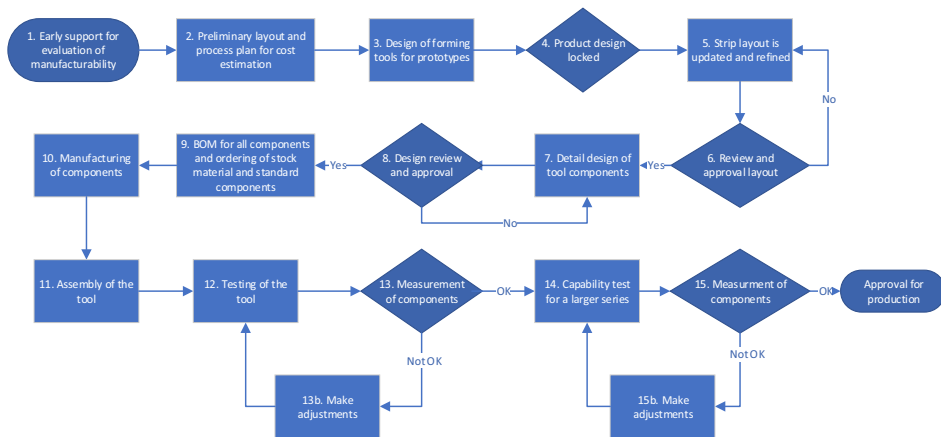 1. Early support for
evaluation of
manufacturability
2. Preliminary layout and
process plan for cost
estimation
3. Design of forming
tools for prototypes
4. Product design
locked
5. Strip layout is
updated and refined
No
10. Manufacturing
of components
9. BOM for all components
and ordering of stock
material and standard
components
Yes
8. Design review
and approval
7. Detail design of
tool components
Yes
6. Review and
approval layout
No
11. Assembly of the
tool
12. Testing of the
tool
13. Measurement
of components
OK
14. Capability test
for a larger series
15. Measurment of
components
OK
Approval for
production
Not OK
Not OK
13b. Make
adjustments
15b. Make
adjustments